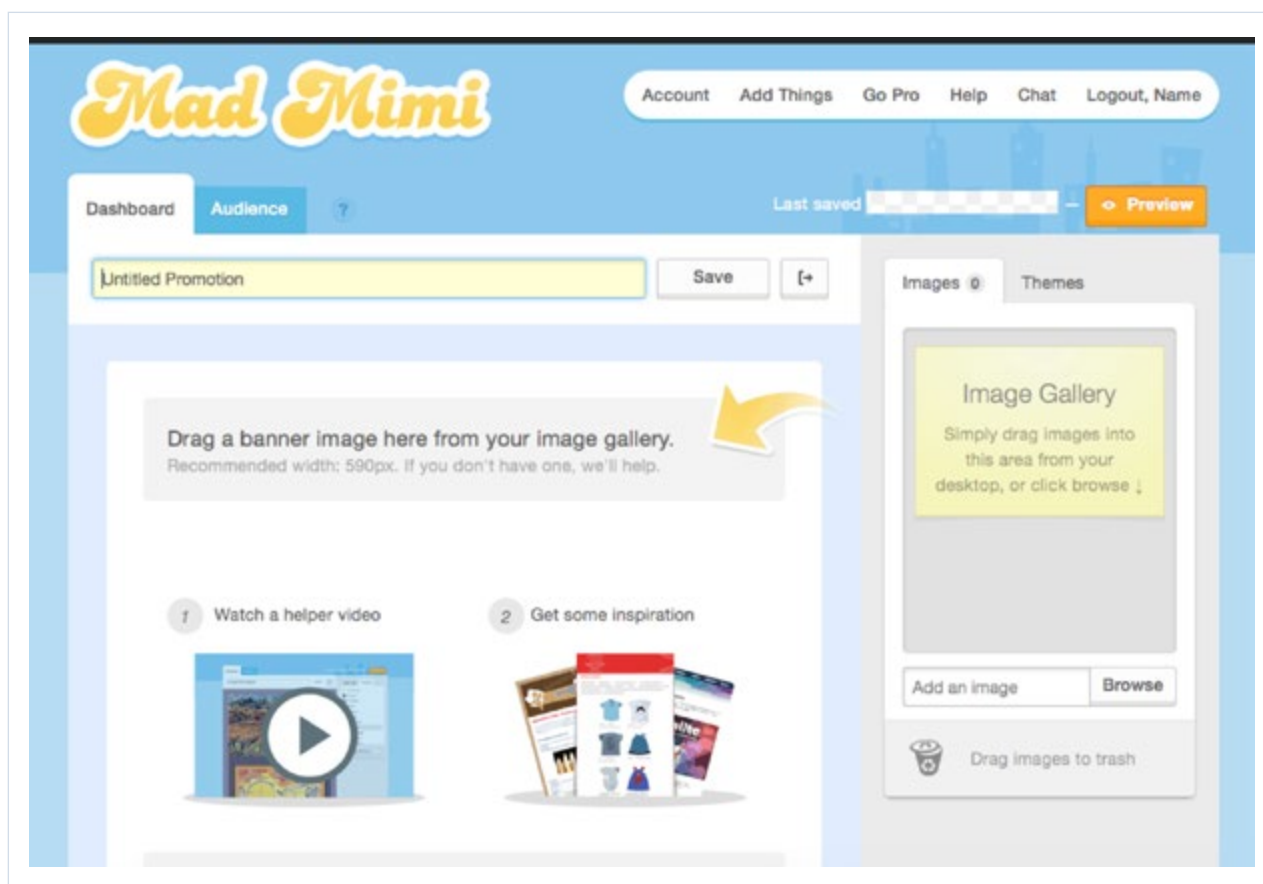 Mad Mimi
Account Add Things Go Pro Help Chat Logout, Name
Dashboard Audience ? Last saved – Preview
Untitled Promotion Save
Images 0 Themes
Drag a banner image here from your image gallery.
Recommended width: 590px. If you don't have one, we'll help.
Image Gallery
Simply drag images into
this area from your
desktop, or click browse ↓
1 Watch a helper video 2 Get some inspiration
Add an image Browse
Drag images to trash